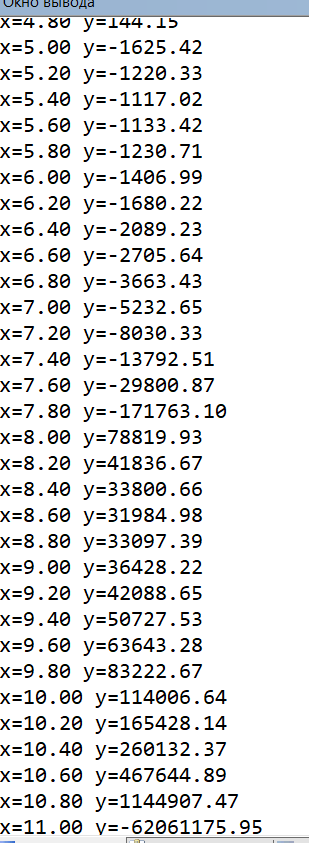 Окно вывода
x=4.80 y=144.15
x=5.00 y=-1625.42
x=5.20 y=-1220.33
x=5.40 y=-1117.02
x=5.60 y=-1133.42
x=5.80 y=-1230.71
x=6.00 y=-1406.99
x=6.20 y=-1680.22
x=6.40 y=-2089.23
x=6.60 y=-2705.64
x=6.80 y=-3663.43
x=7.00 y=-5232.65
x=7.20 y=-8030.33
x=7.40 y=-13792.51
x=7.60 y=-29800.87
x=7.80 y=-171763.10
x=8.00 y=78819.93
x=8.20 y=41836.67
x=8.40 y=33800.66
x=8.60 y=31984.98
x=8.80 y=33097.39
x=9.00 y=36428.22
x=9.20 y=42088.65
x=9.40 y=50727.53
x=9.60 y=63643.28
x=9.80 y=83222.67
x=10.00 y=114006.64
x=10.20 y=165428.14
x=10.40 y=260132.37
x=10.60 y=467644.89
x=10.80 y=1144907.47
x=11.00 y=-62061175.95